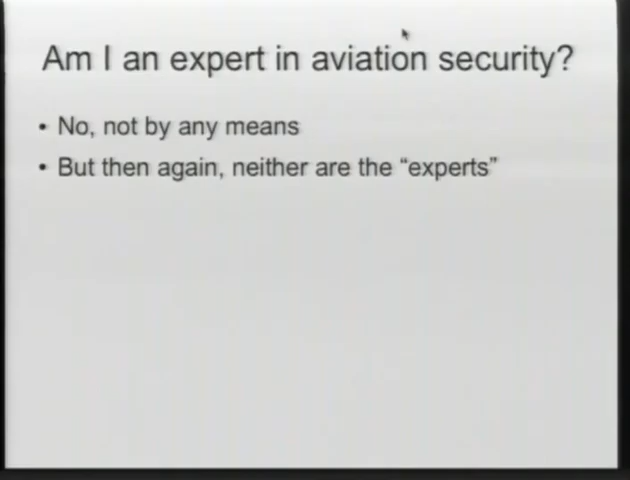 Am I an expert in aviation security?
• No, not by any means
• But then again, neither are the “experts”